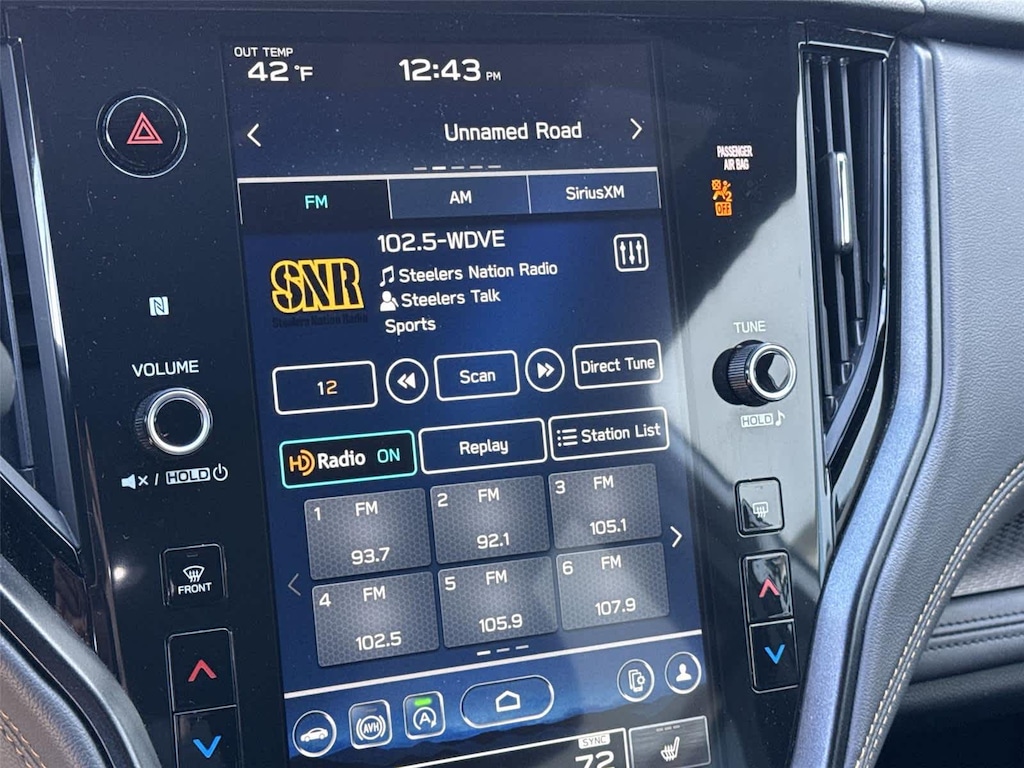 OUT TEMP
42 °F
12:43 PM
Unnamed Road
PASSENGER
AIR BAG
OFF
FM
AM
SiriusXM
102.5-WDVE
SNR
Steelers Nation Radio
Steelers Nation Radio
Steelers Talk
Sports
N
VOLUME
TUNE
12
Scan
Direct Tune
HOLD
/ HOLD
HD Radio ON
Replay
Station List
1 FM
93.7
2 FM
92.1
3 FM
105.1
4 FM
102.5
5 FM
105.9
6 FM
107.9
FRONT
AVH
A
SYNC
72